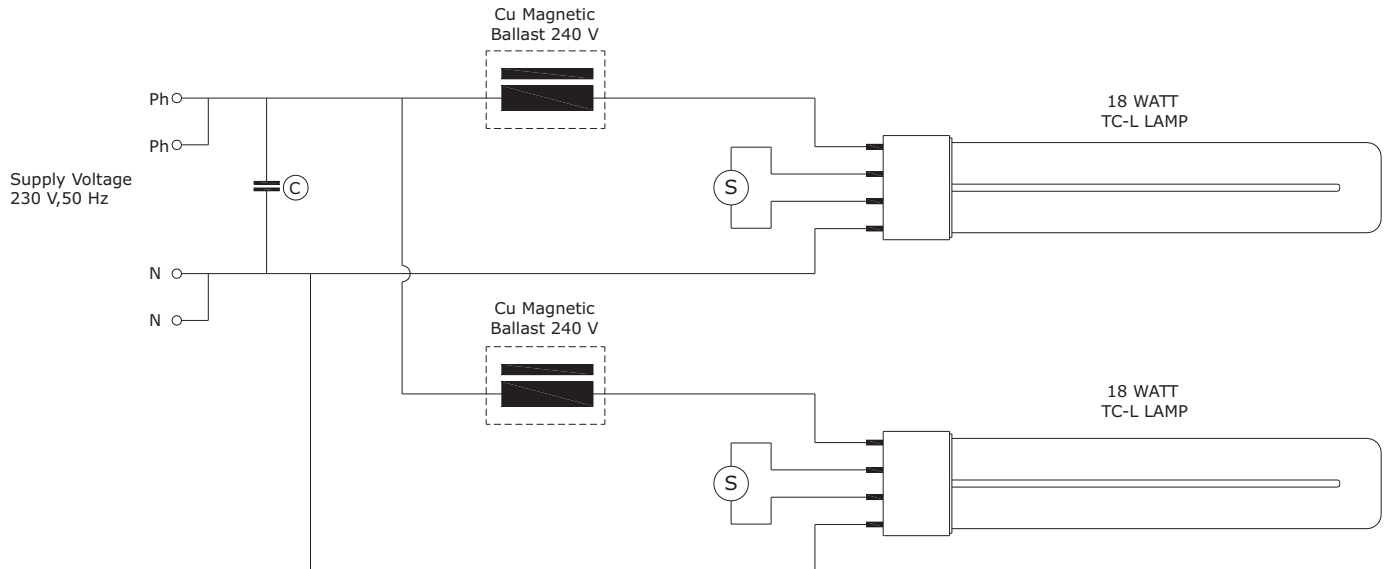 Cu Magnetic
Ballast 240 V
Ph
Ph
18 WATT
TC-L LAMP
Supply Voltage
230 V,50 Hz
C
S
N
N
Cu Magnetic
Ballast 240 V
18 WATT
TC-L LAMP
S